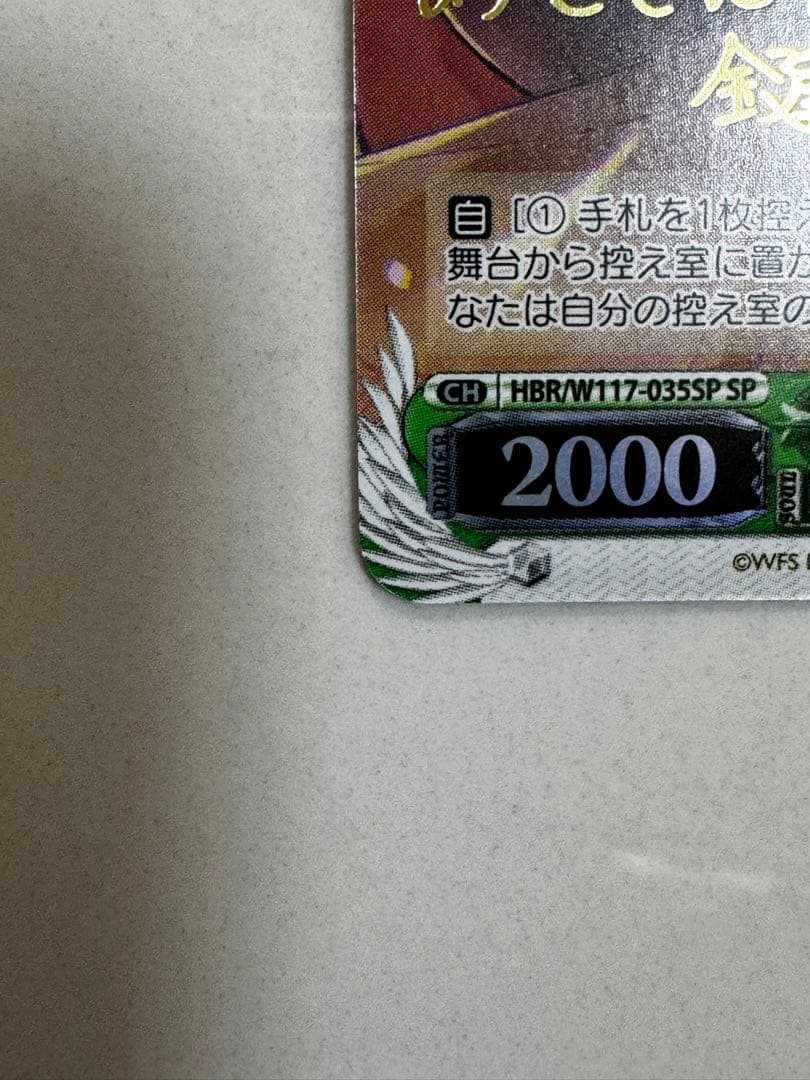 自 [① 手札を1枚控
舞台から控え室に置か
なたは自分の控え室の
CH HBR/W117-035SP SP
POWER 2000 SOUL
©WFS